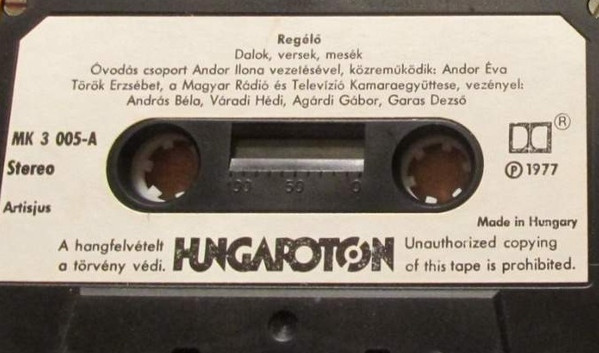 Regélő
Dalok, versek, mesék
Óvodás csoport Andor Ilona vezetésével, közreműködik: Andor Éva
Török Erzsébet, a Magyar Rádió és Televízió Kamaraegyüttese, vezényel:
András Béla, Váradi Hédi, Agárdi Gábor, Garas Dezső
MK 3 005-A
Stereo
Artisjus
100 50 0
®
℗ 1977
Made in Hungary
A hangfelvételt
a törvény védi.
HUNGAROTON
Unauthorized copying
of this tape is prohibited.